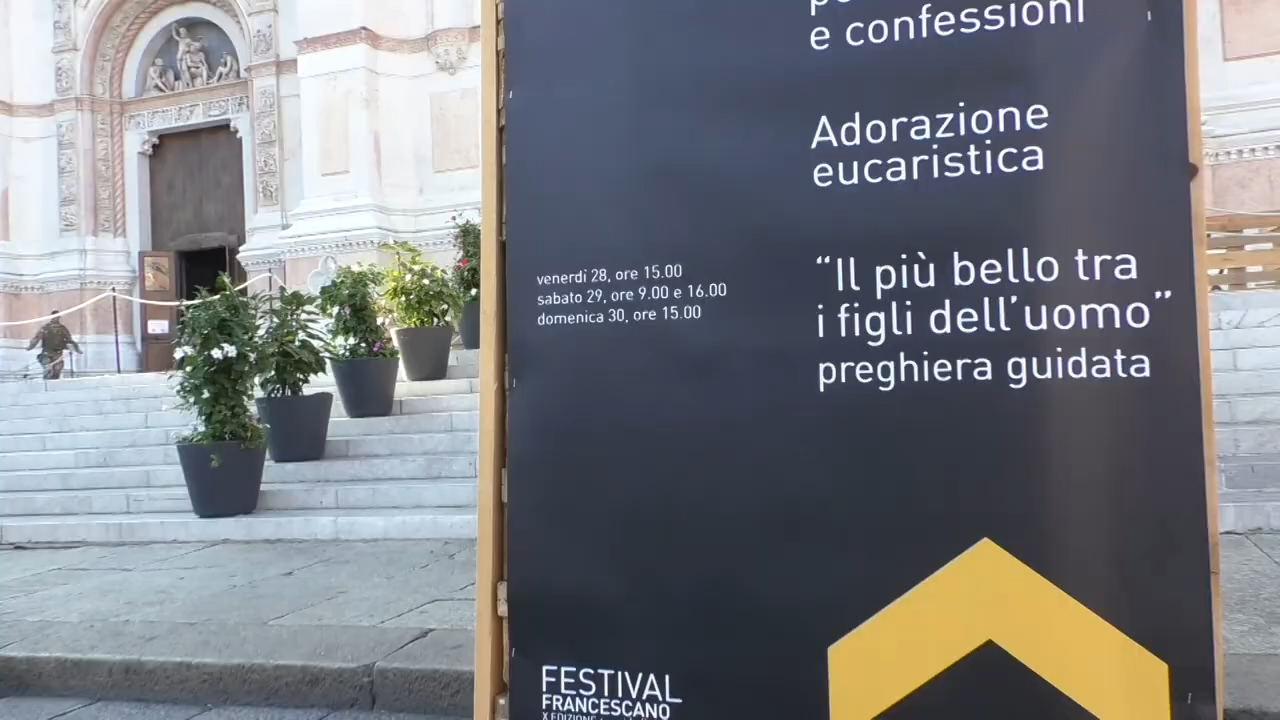 e confessioni
Adorazione
eucaristica
venerdì 28, ore 15.00
sabato 29, ore 9.00 e 16.00
domenica 30, ore 15.00
“Il più bello tra
i figli dell’uomo”
preghiera guidata
FESTIVAL
FRANCESCANO
X EDIZIONE